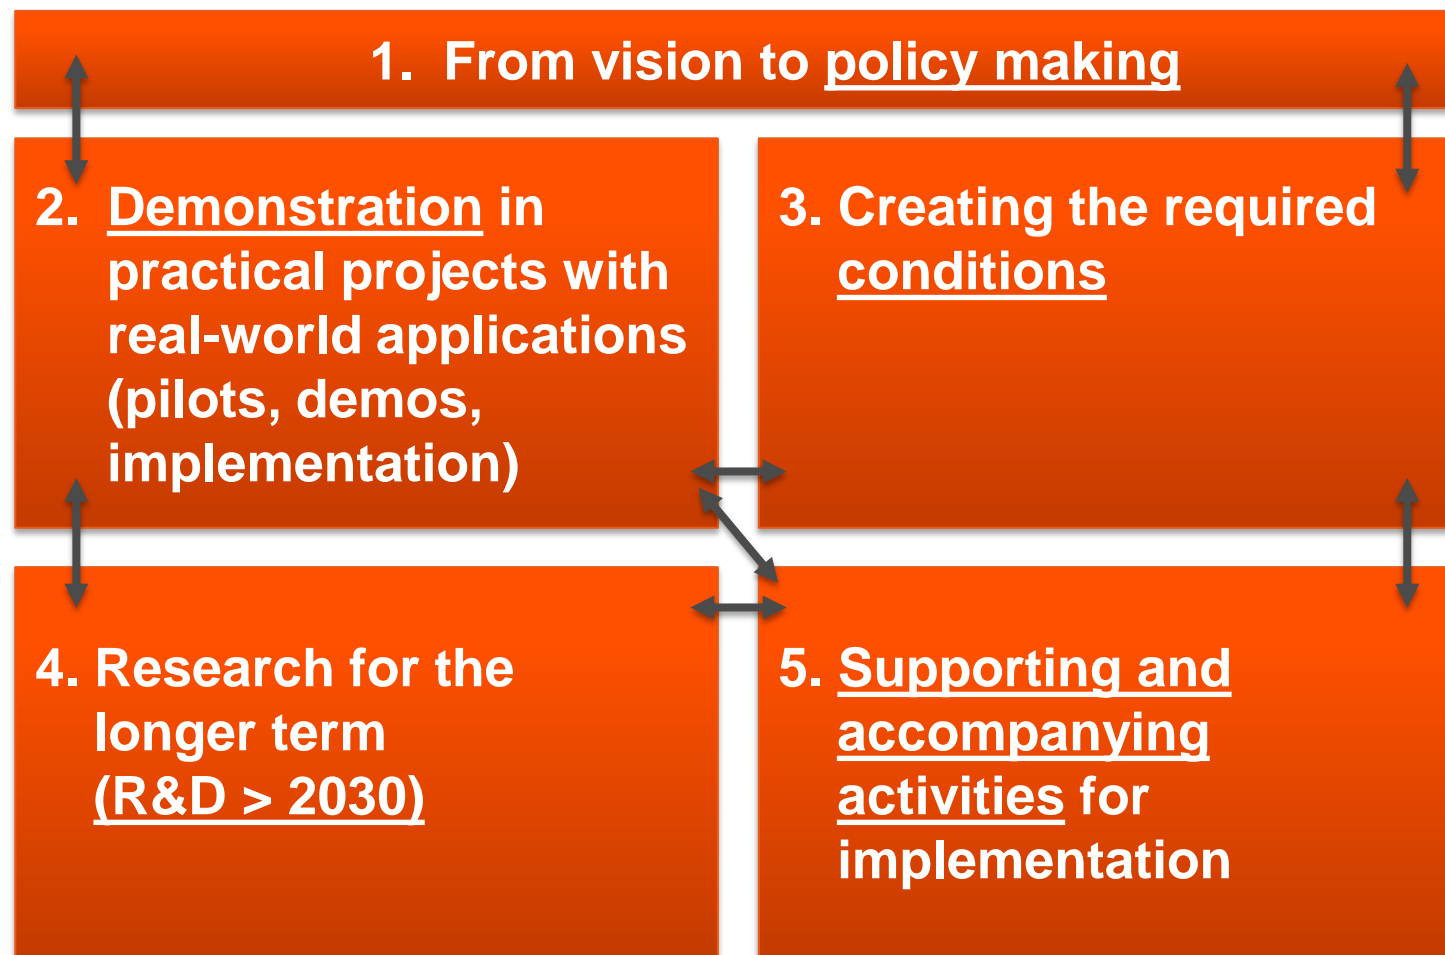 1. From vision to policy making
2. Demonstration in
practical projects with
real-world applications
(pilots, demos,
implementation)
3. Creating the required
conditions
4. Research for the
longer term
(R&D > 2030)
5. Supporting and
accompanying
activities for
implementation